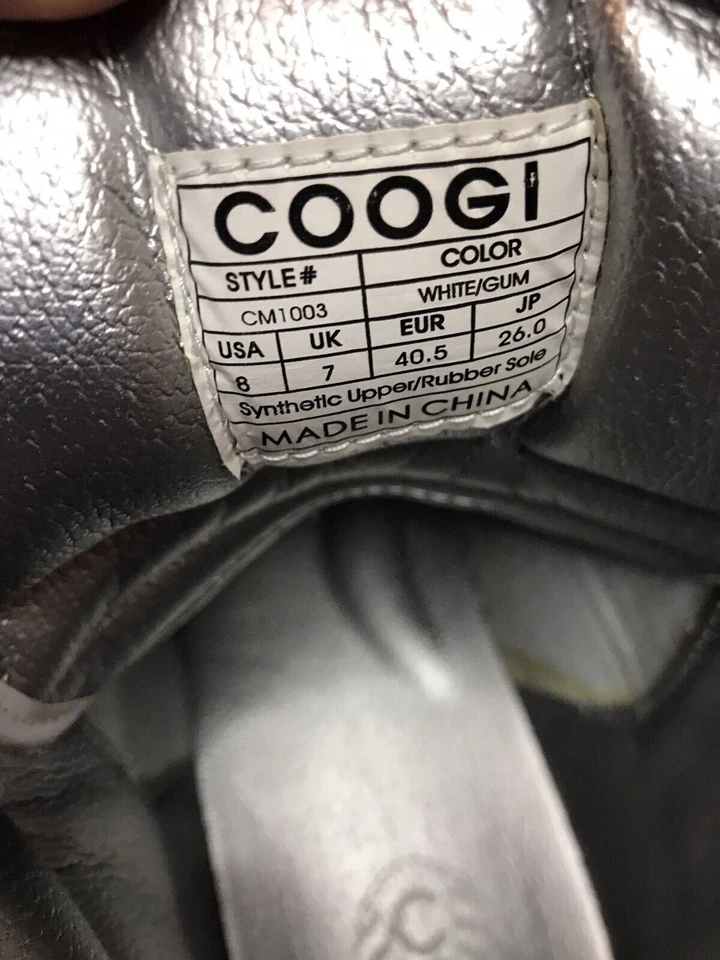 COOGI
STYLE# COLOR
CM1003 WHITE/GUM
USA UK EUR JP
8 7 40.5 26.0
Synthetic Upper/Rubber Sole
MADE IN CHINA
C